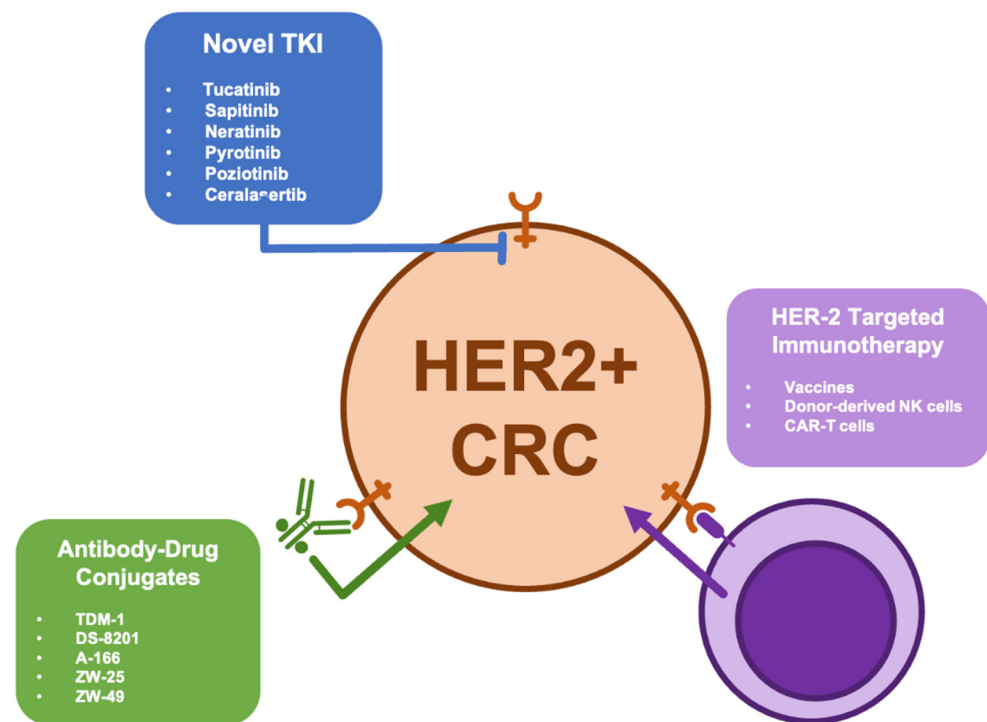 Novel TKI
• Tucatinib
• Sapitinib
• Neratinib
• Pyrotinib
• Poziotinib
• Ceralasertib
HER2+
CRC
HER-2 Targeted
Immunotherapy
• Vaccines
• Donor-derived NK cells
• CAR-T cells
Antibody-Drug
Conjugates
• TDM-1
• DS-8201
• A-166
• ZW-25
• ZW-49